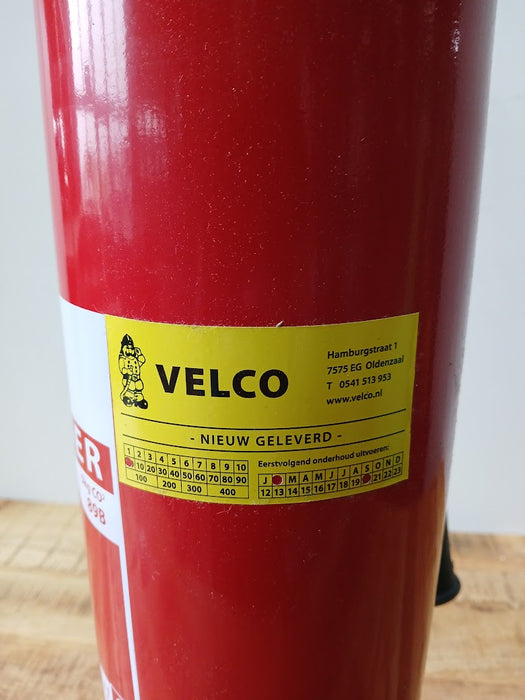 VELCO
Hamburgstraat 1
7575 EG Oldenzaal
T 0541 513 953
www.velco.nl
- NIEUW GELEVERD -
1 2 3 4 5 6 7 8 9 10
10 20 30 40 50 60 70 80 90
100 200 300 400
Eerstvolgend onderhoud uitvoeren:
J M A M J J A S O N D
12 13 14 15 16 17 18 19 21 22 23
ER
CO²
89B